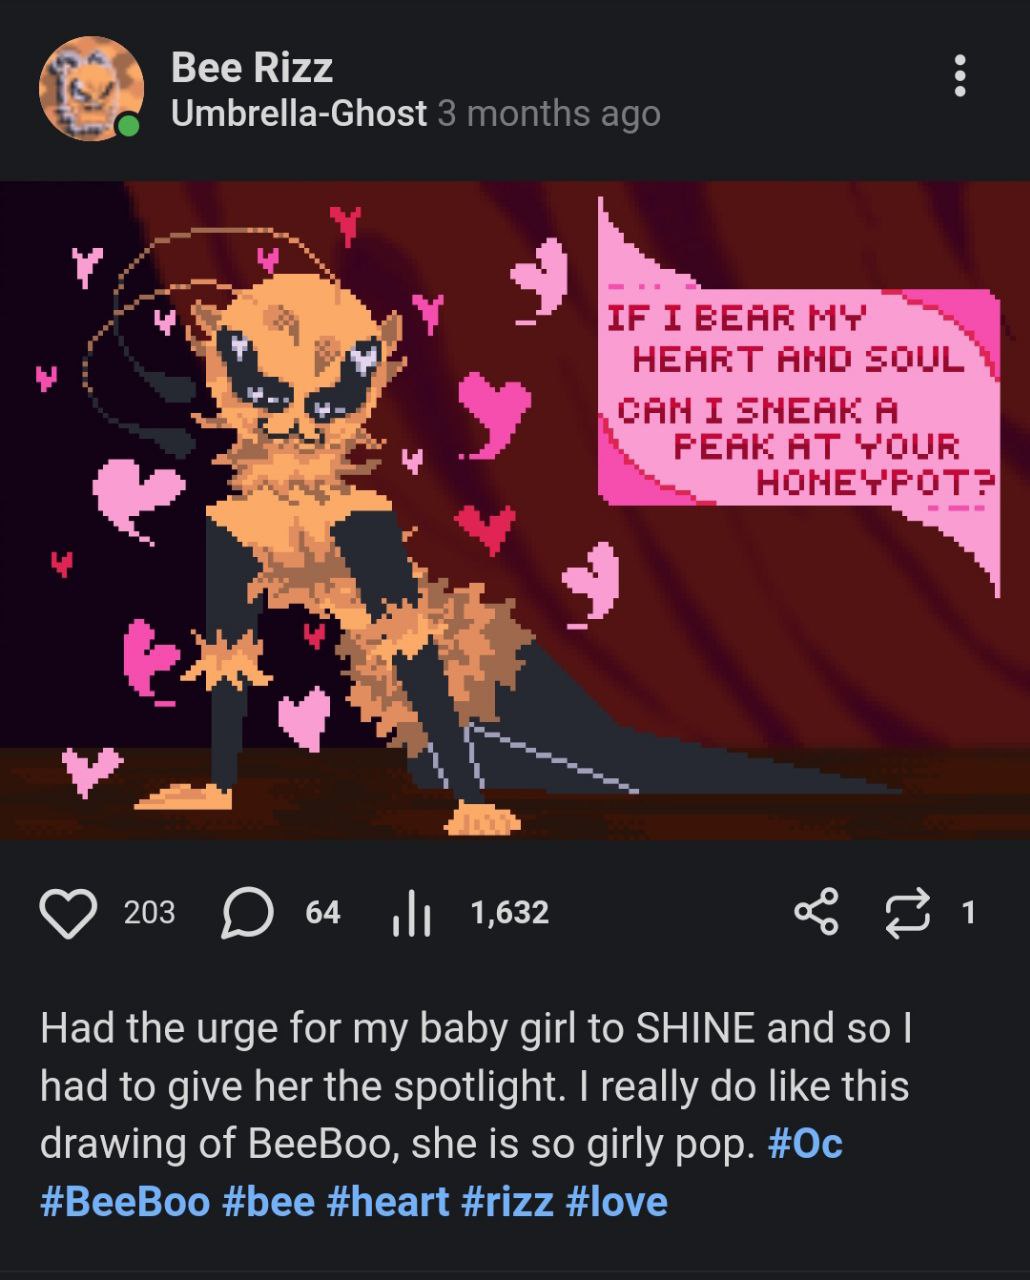 Bee Rizz
Umbrella-Ghost 3 months ago
IF I BEAR MY
HEART AND SOUL
CAN I SNEAK A
PEAK AT YOUR
HONEYPOT?
203 64 1,632 1
Had the urge for my baby girl to SHINE and so I
had to give her the spotlight. I really do like this
drawing of BeeBoo, she is so girly pop. #Oc
#BeeBoo #bee #heart #rizz #love